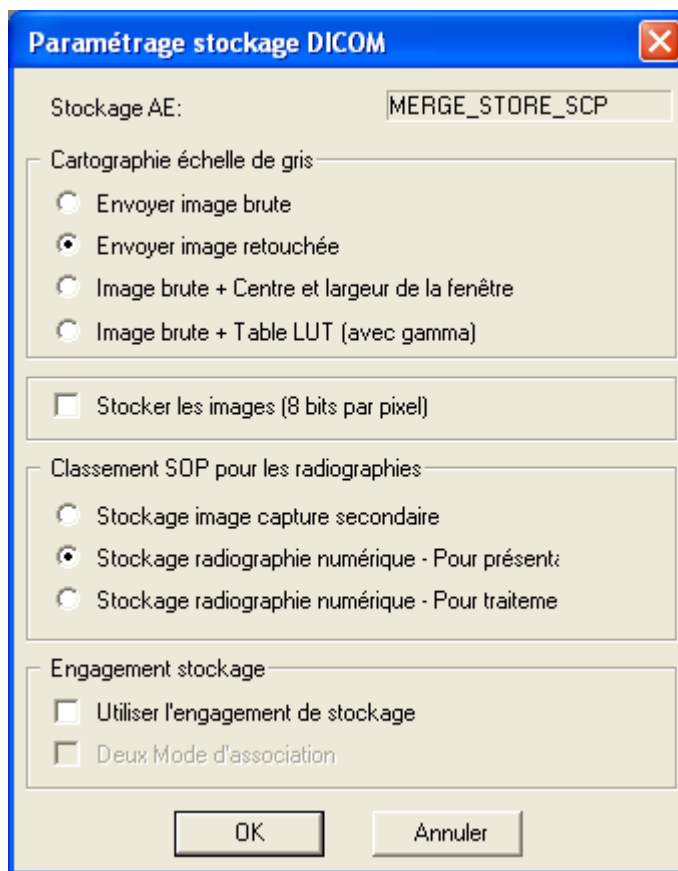 Paramétrage stockage DICOM
Stockage AE: MERGE_STORE_SCP
Cartographie échelle de gris
Envoyer image brute
Envoyer image retouchée
Image brute + Centre et largeur de la fenêtre
Image brute + Table LUT (avec gamma)
Stocker les images (8 bits par pixel)
Classement SOP pour les radiographies
Stockage image capture secondaire
Stockage radiographie numérique - Pour présenta
Stockage radiographie numérique - Pour traiteme
Engagement stockage
Utiliser l'engagement de stockage
Deux Mode d'association
OK Annuler